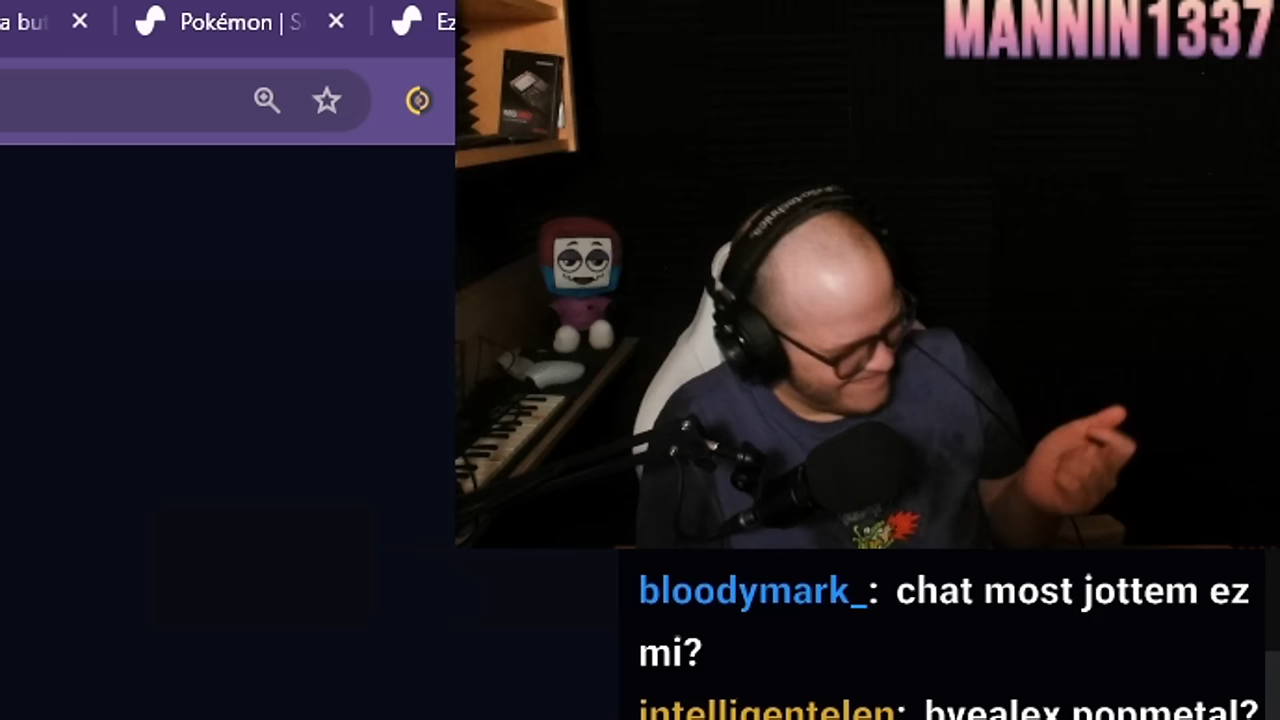 a but
Pokémon | S
Ez
MANNIN1337
bloodymark_: chat most jottem ez
mi?
intelligentelen: byealex popmetal?